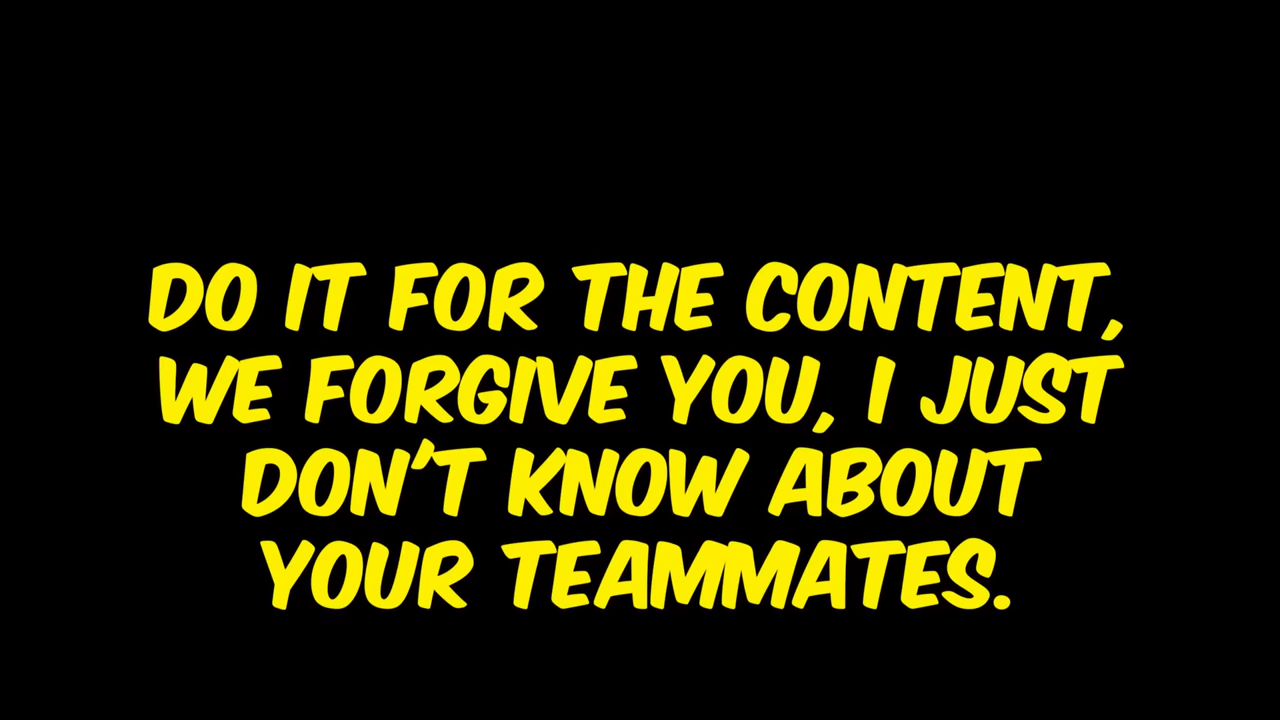 DO IT FOR THE CONTENT,
WE FORGIVE YOU, I JUST
DON'T KNOW ABOUT
YOUR TEAMMATES.